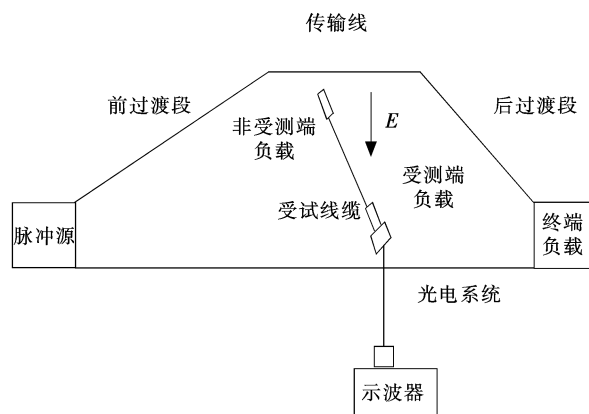 传输线
前过渡段
后过渡段
非受测端
负载
E
受测端
负载
受试线缆
脉冲源
终端
负载
光电系统
示波器